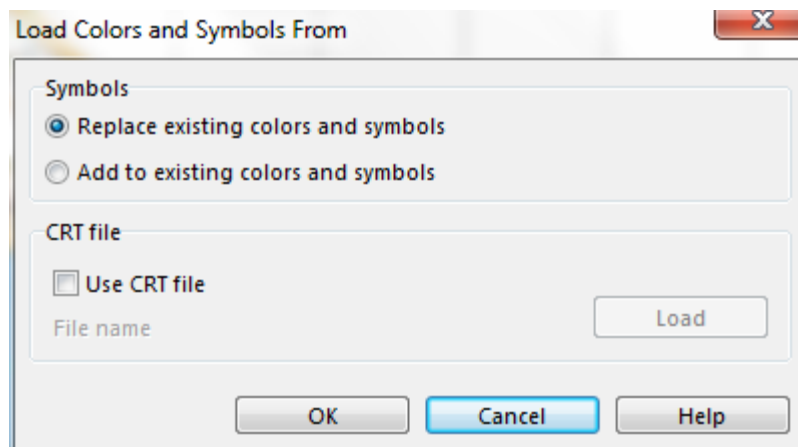 Load Colors and Symbols From
Symbols
Replace existing colors and symbols
Add to existing colors and symbols
CRT file
Use CRT file
File name
Load
OK Cancel Help